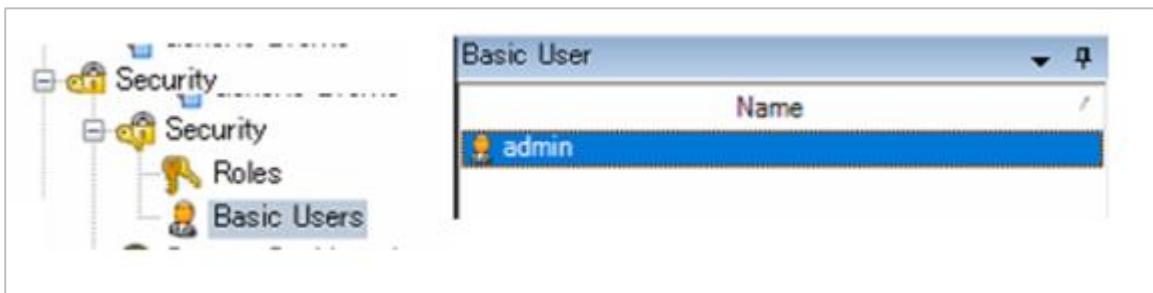 Security
Security
Roles
Basic Users
Basic User
Name
admin